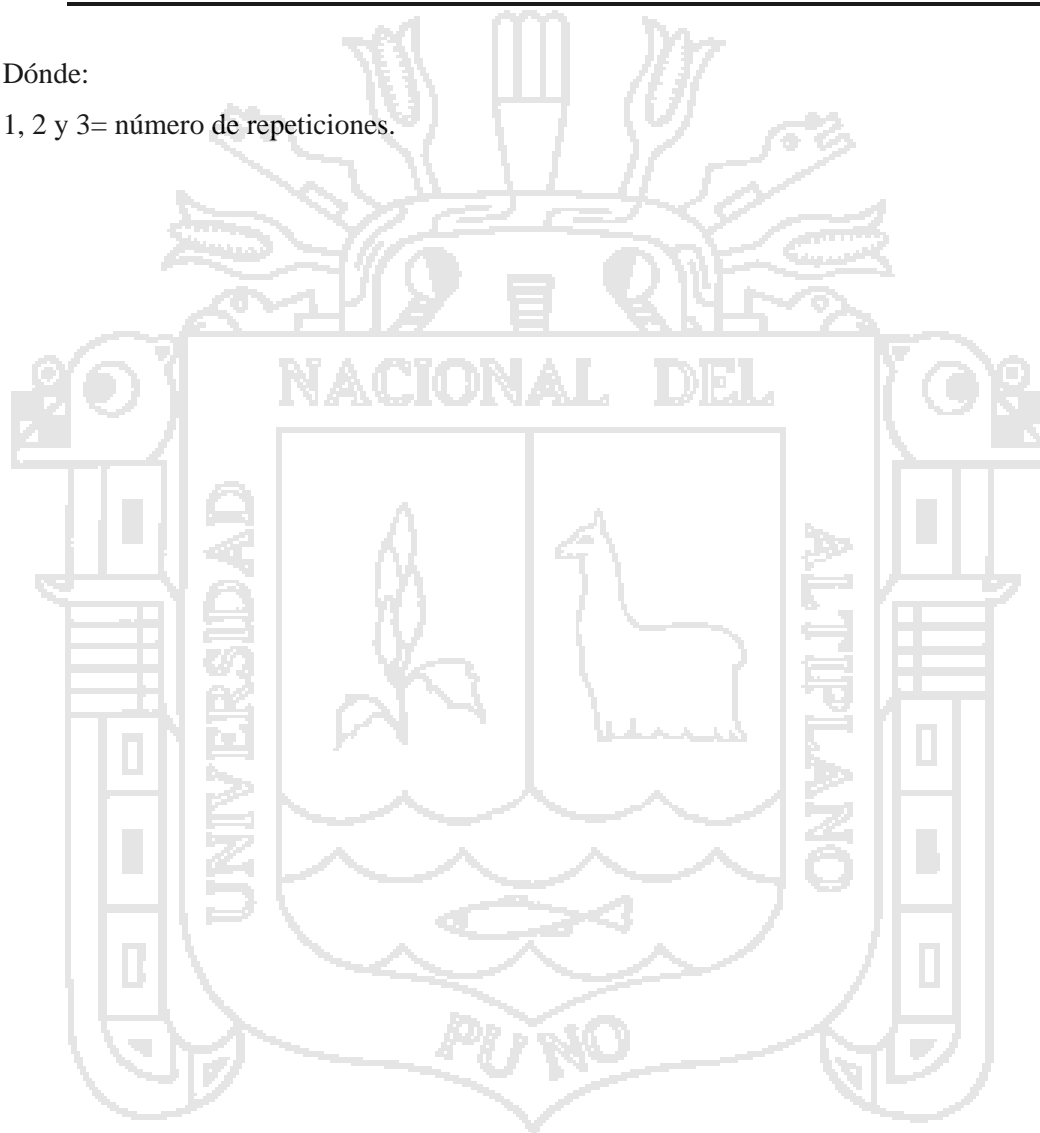 Dónde:
1, 2 y 3= número de repeticiones.
NACIONAL DEL
UNIVERSIDAD
ALTIPLANO
PUNO